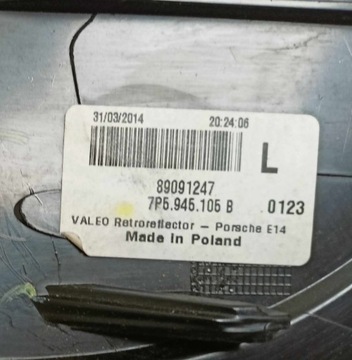 31/03/2014 20:24:06
L
89091247
7P5.945.105 B 0123
VALEO Retroreflector – Porsche E14
Made in Poland